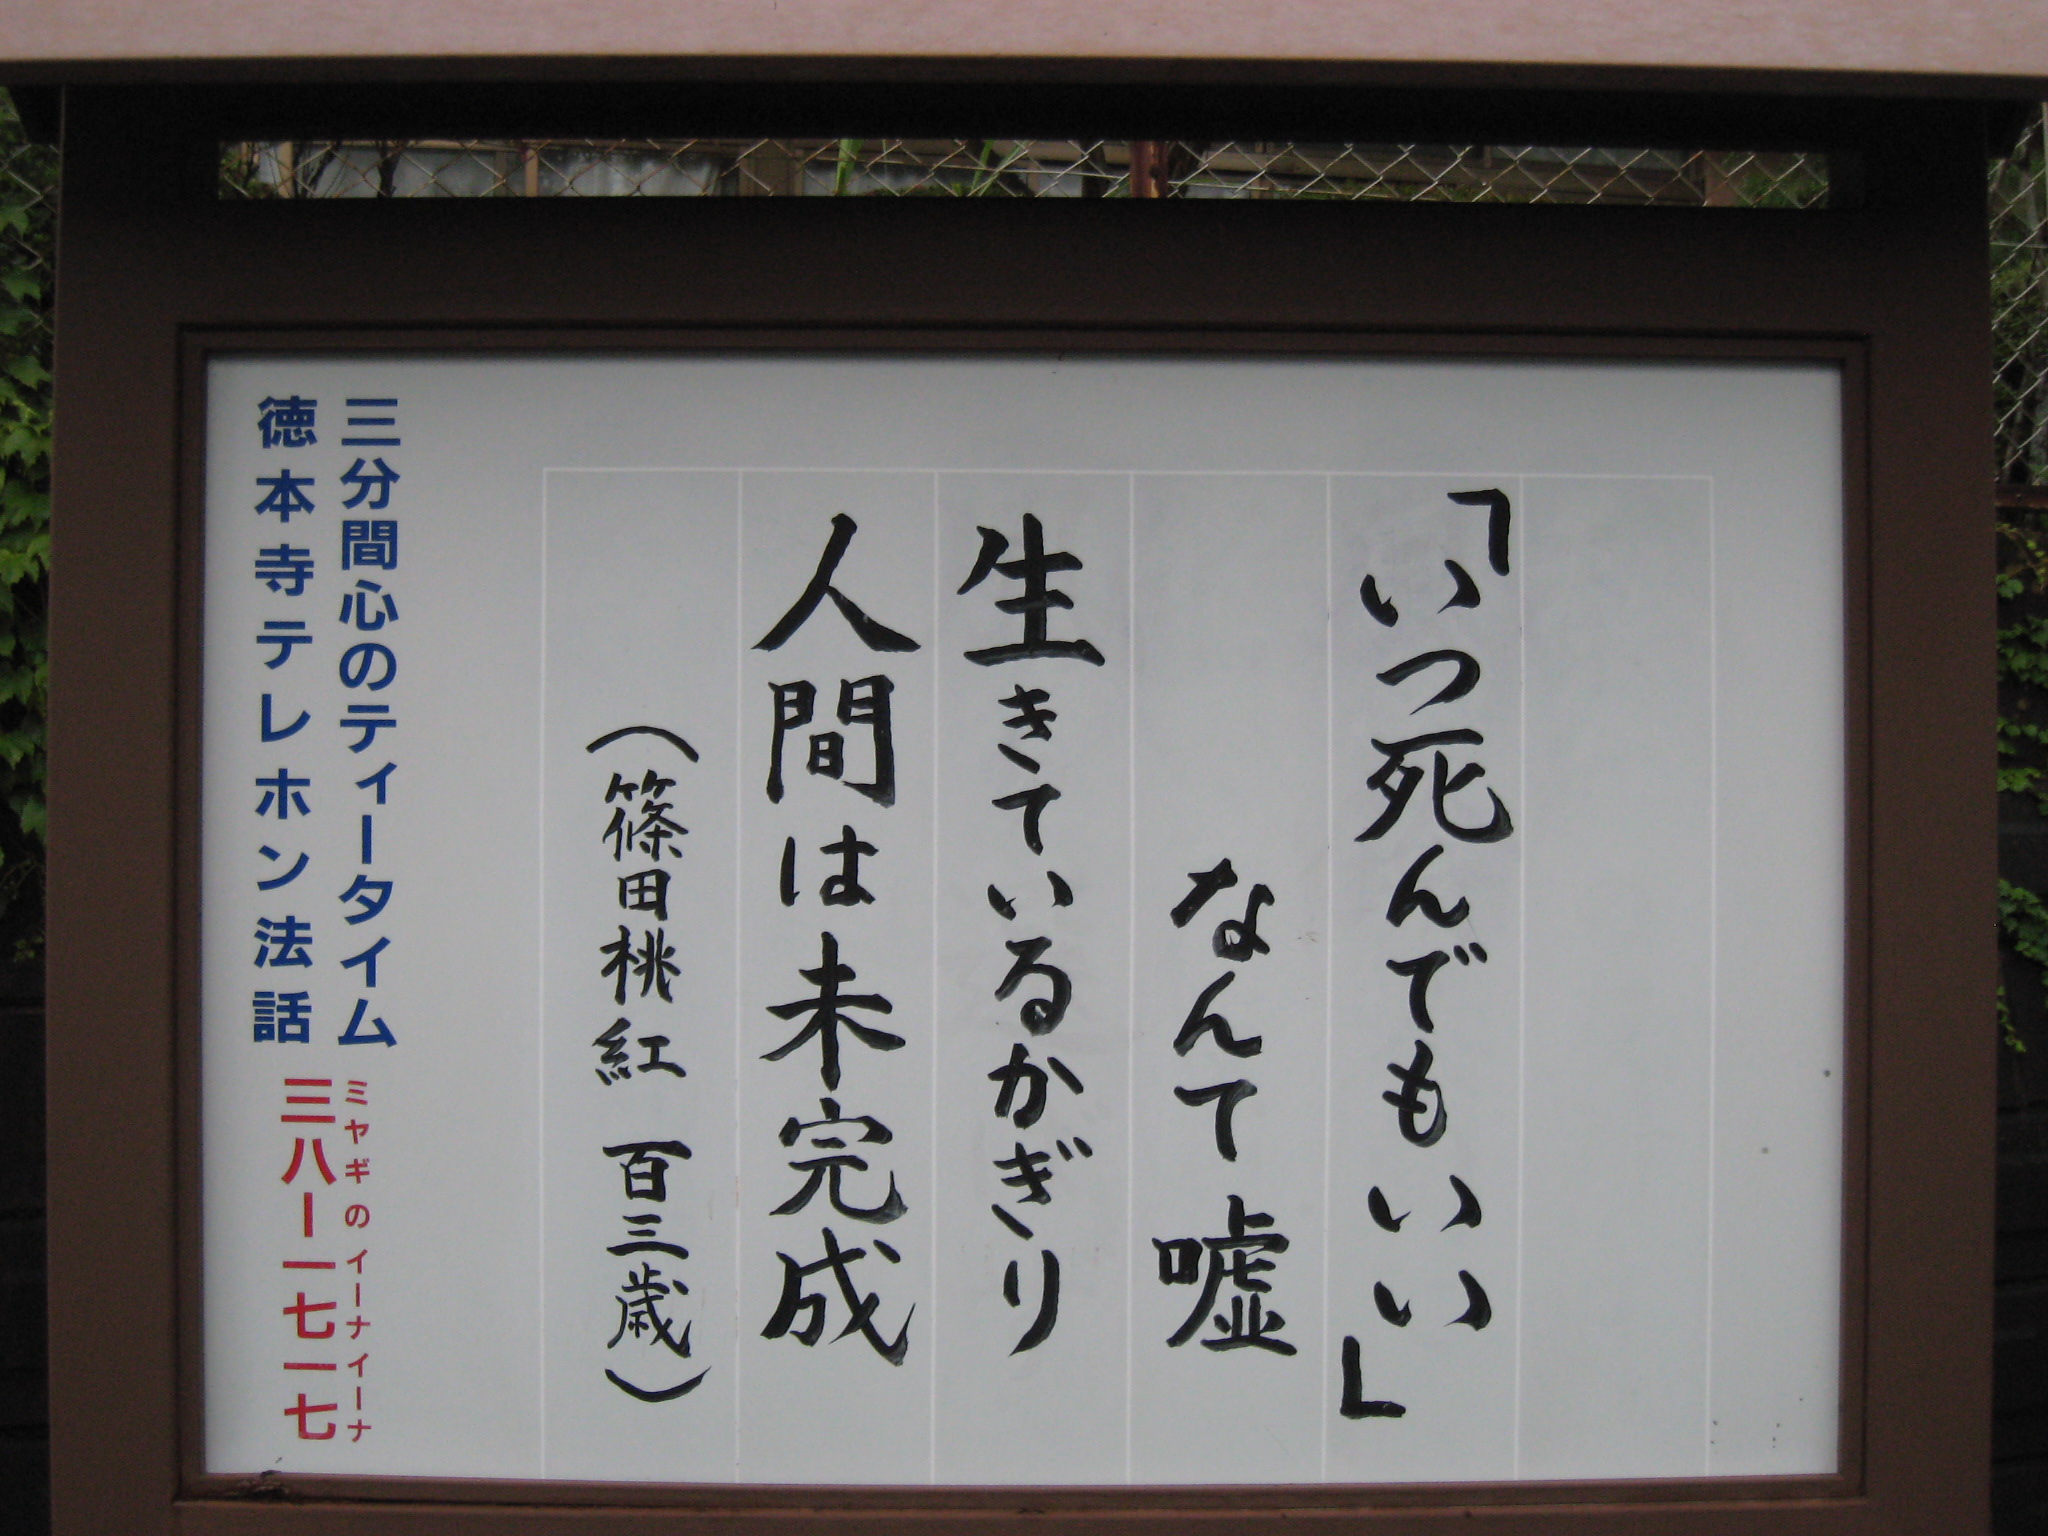 「いつ死んでもいい」
なんて嘘
生きているかぎり
人間は未完成
（篠田桃紅 百三歳）
三分間心のティータイム
徳本寺テレホン法話
ミヤギのイーナイーナ
三八ー一七一七